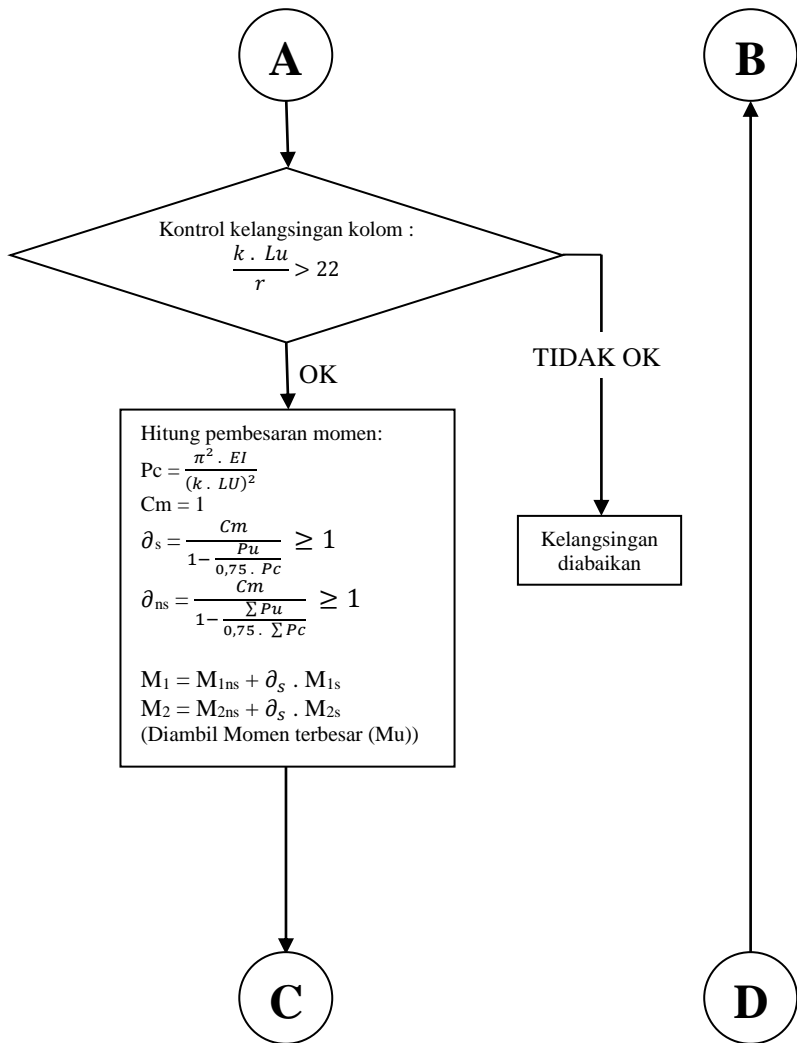 A
B
Kontrol kelangsingan kolom :
k . Lu / r > 22
TIDAK OK
OK
Hitung pembesaran momen:
Pc = π² . EI / (k . LU)²
Cm = 1
∂s = Cm / (1− Pu / (0,75 . Pc)) ≥ 1
∂ns = Cm / (1− ∑ Pu / (0,75 . ∑ Pc)) ≥ 1
M1 = M1ns + ∂s . M1s
M2 = M2ns + ∂s . M2s
(Diambil Momen terbesar (Mu))
Kelangsingan
diabaikan
C
D